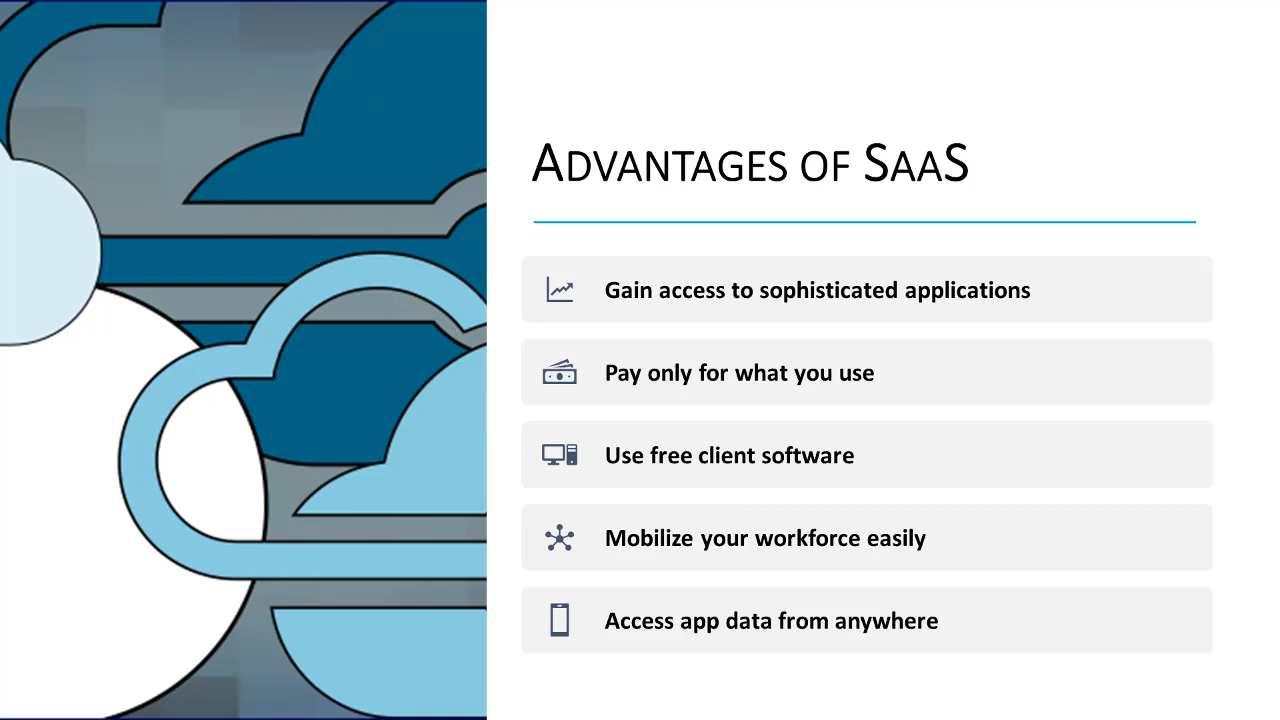 Advantages of SaaS
Gain access to sophisticated applications
Pay only for what you use
Use free client software
Mobilize your workforce easily
Access app data from anywhere